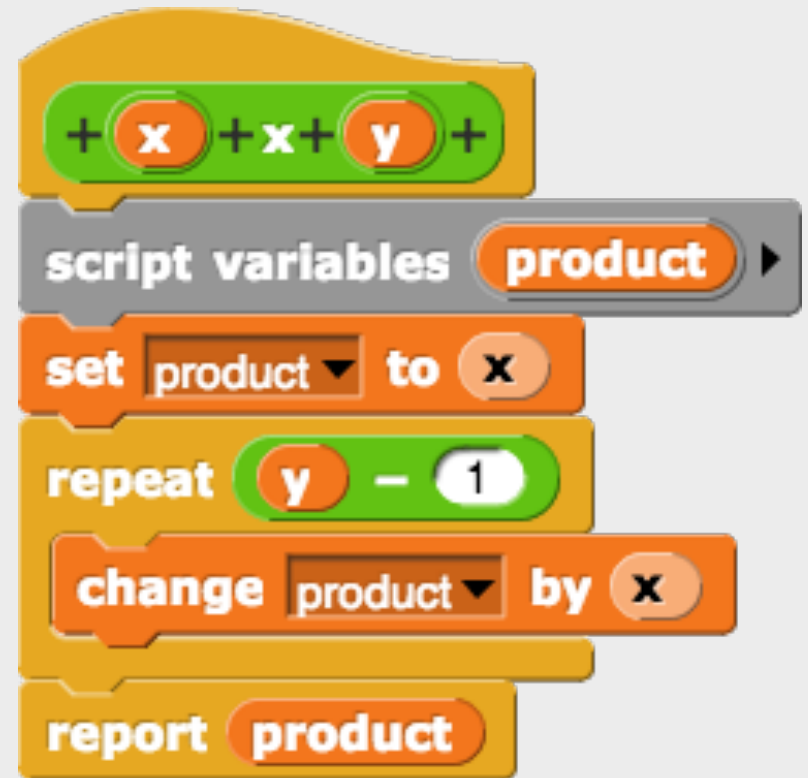 + x + x + y +
script variables product
set product to x
repeat y - 1
change product by x
report product